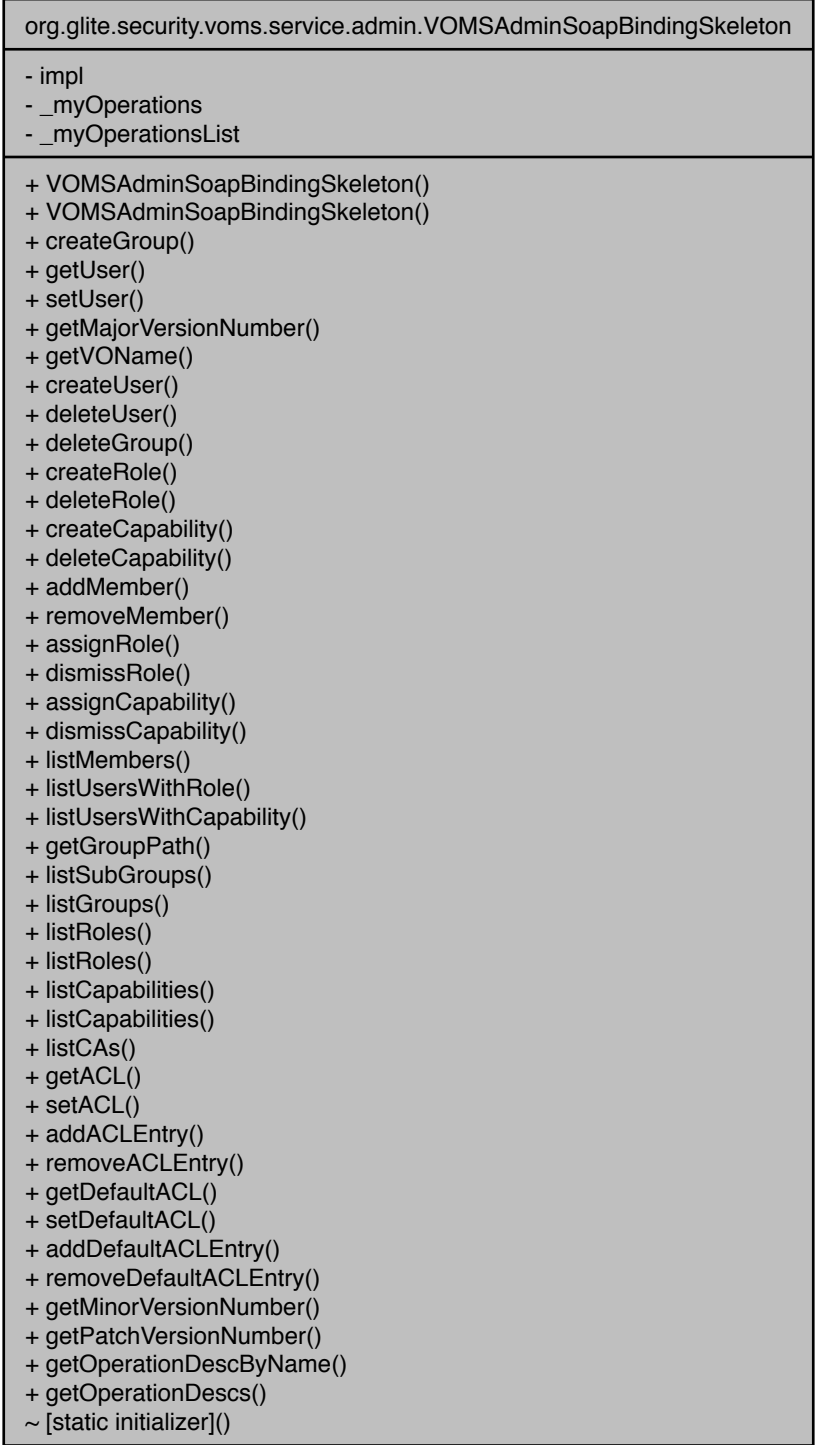 org.glite.security.voms.service.admin.VOMSAdminSoapBindingSkeleton
- impl
- _myOperations
- _myOperationsList
+ VOMSAdminSoapBindingSkeleton()
+ VOMSAdminSoapBindingSkeleton()
+ createGroup()
+ getUser()
+ setUser()
+ getMajorVersionNumber()
+ getVOName()
+ createUser()
+ deleteUser()
+ deleteGroup()
+ createRole()
+ deleteRole()
+ createCapability()
+ deleteCapability()
+ addMember()
+ removeMember()
+ assignRole()
+ dismissRole()
+ assignCapability()
+ dismissCapability()
+ listMembers()
+ listUsersWithRole()
+ listUsersWithCapability()
+ getGroupPath()
+ listSubGroups()
+ listGroups()
+ listRoles()
+ listRoles()
+ listCapabilities()
+ listCapabilities()
+ listCAs()
+ getACL()
+ setACL()
+ addACLEntry()
+ removeACLEntry()
+ getDefaultACL()
+ setDefaultACL()
+ addDefaultACLEntry()
+ removeDefaultACLEntry()
+ getMinorVersionNumber()
+ getPatchVersionNumber()
+ getOperationDescByName()
+ getOperationDescs()
~ [static initializer]()